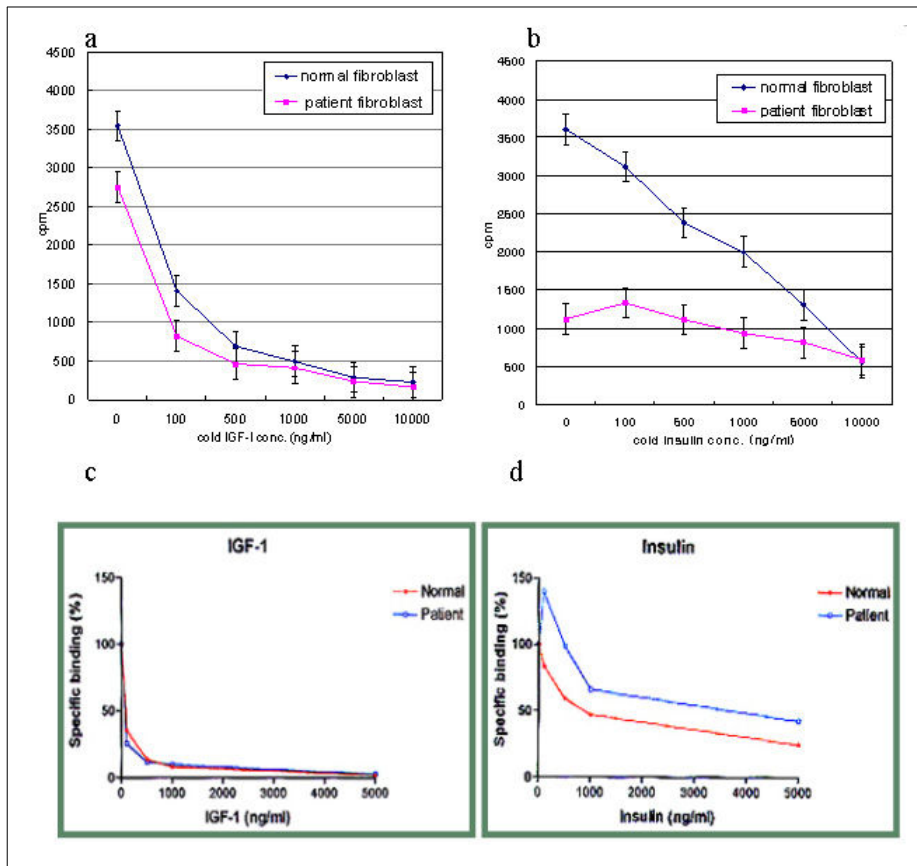 a
4500
4000
3500
3000
2500
2000
1500
1000
500
0
cpm
normal fibroblast
patient fibroblast
0 100 500 1000 5000 10000
cold IGF-I conc. (ng/ml)
b
4500
4000
3500
3000
2500
2000
1500
1000
500
0
cpm
normal fibroblast
patient fibroblast
0 100 500 1000 5000 10000
cold insulin conc. (ng/ml)
c
IGF-1
150
100
50
0
Specific binding (%)
Normal
Patient
0 1000 2000 3000 4000 5000
IGF-1 (ng/ml)
d
Insulin
150
100
50
0
Specific binding (%)
Normal
Patient
0 1000 2000 3000 4000 5000
Insulin (ng/ml)